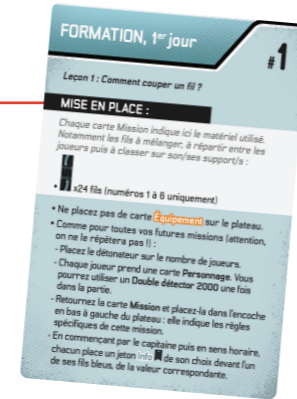 FORMATION, 1er jour
#1
Leçon 1 : Comment couper un fil ?
MISE EN PLACE :
Chaque carte Mission indique ici le matériel utilisé.
Notamment les fils à mélanger, à répartir entre les
joueurs puis à classer sur son/ses support/s :
• x24 fils (numéros 1 à 6 uniquement)
• Ne placez pas de carte Équipement sur le plateau.
• Comme pour toutes vos futures missions (attention,
on ne le répètera pas !) :
- Placez le détonateur sur le nombre de joueurs.
- Chaque joueur prend une carte Personnage. Vous
pourrez utiliser un Double détecteur 2000 une fois
dans la partie.
- Retournez la carte Mission et placez-la dans l'encoche
en bas à gauche du plateau : elle indique les règles
spécifiques de cette mission.
- En commençant par le capitaine puis en sens horaire,
chacun place un jeton Info de son choix devant l'un
de ses fils bleus, de la valeur correspondante.